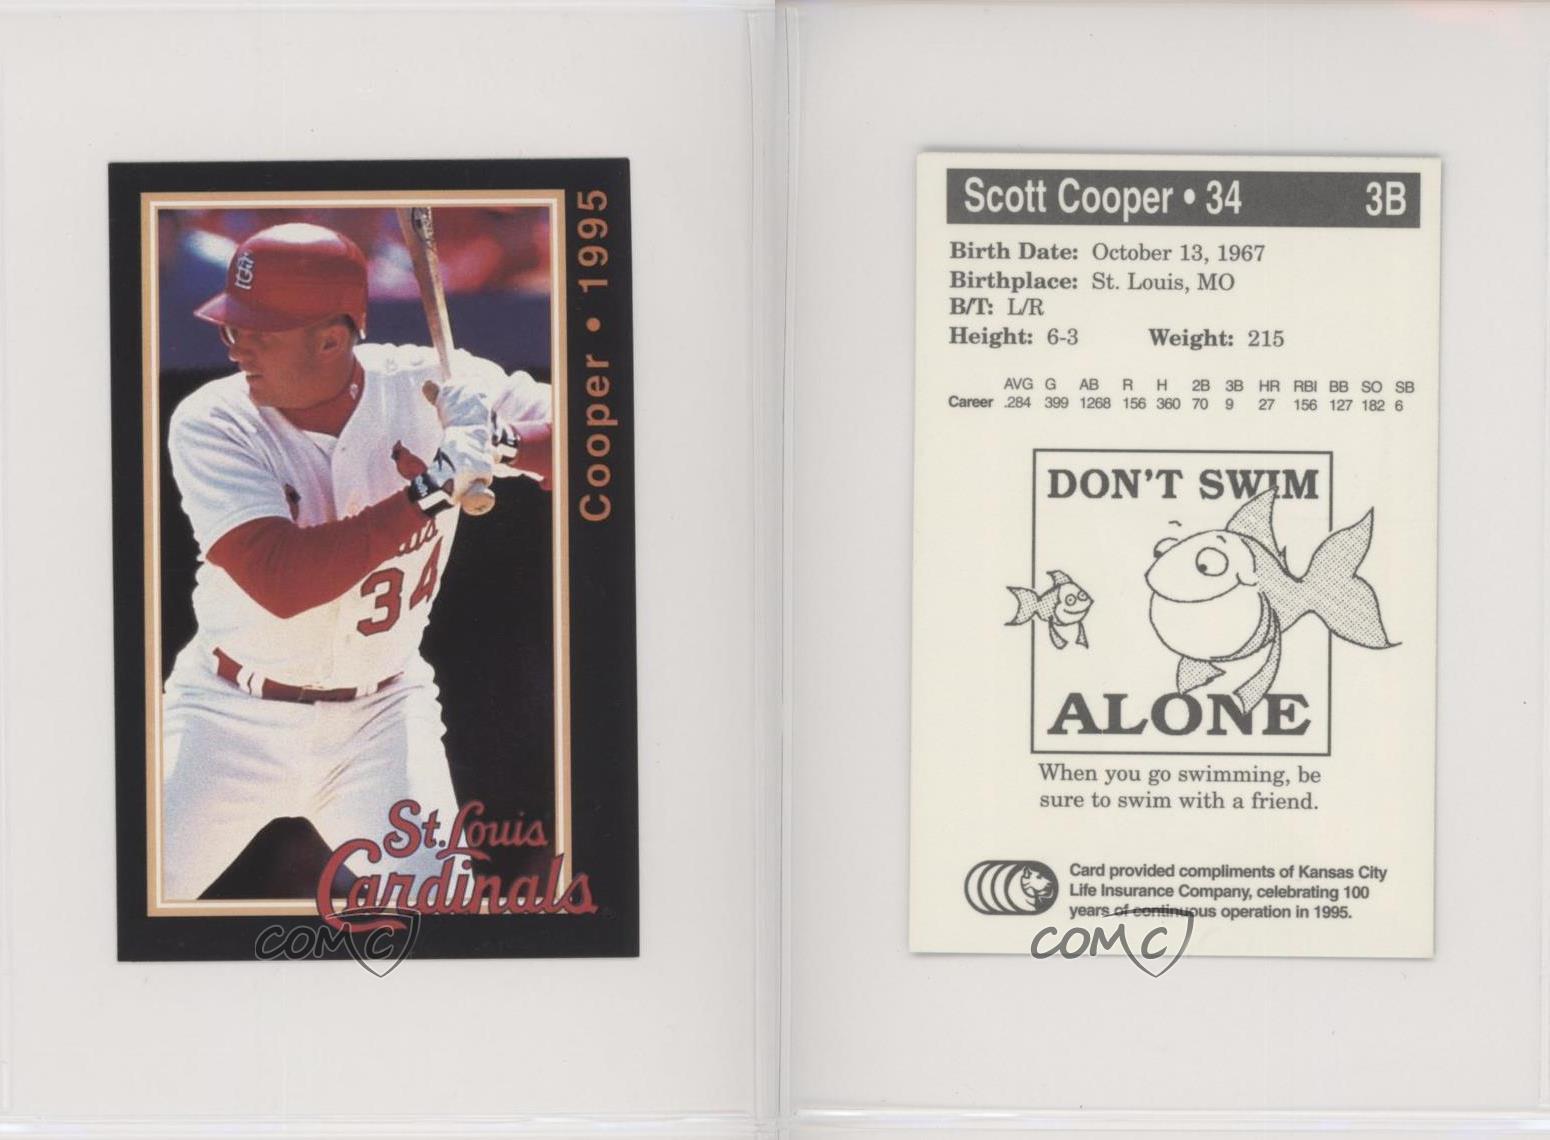 Cooper • 1995
StL
34
St. Louis
Cardinals
COMC
Scott Cooper • 34 3B
Birth Date: October 13, 1967
Birthplace: St. Louis, MO
B/T: L/R
Height: 6-3 Weight: 215
AVG G AB R H 2B 3B HR RBI BB SO SB
Career .284 399 1268 156 360 70 9 27 156 127 182 6
DON'T SWIM
ALONE
When you go swimming, be
sure to swim with a friend.
Card provided compliments of Kansas City
Life Insurance Company, celebrating 100
years of continuous operation in 1995.
COMC